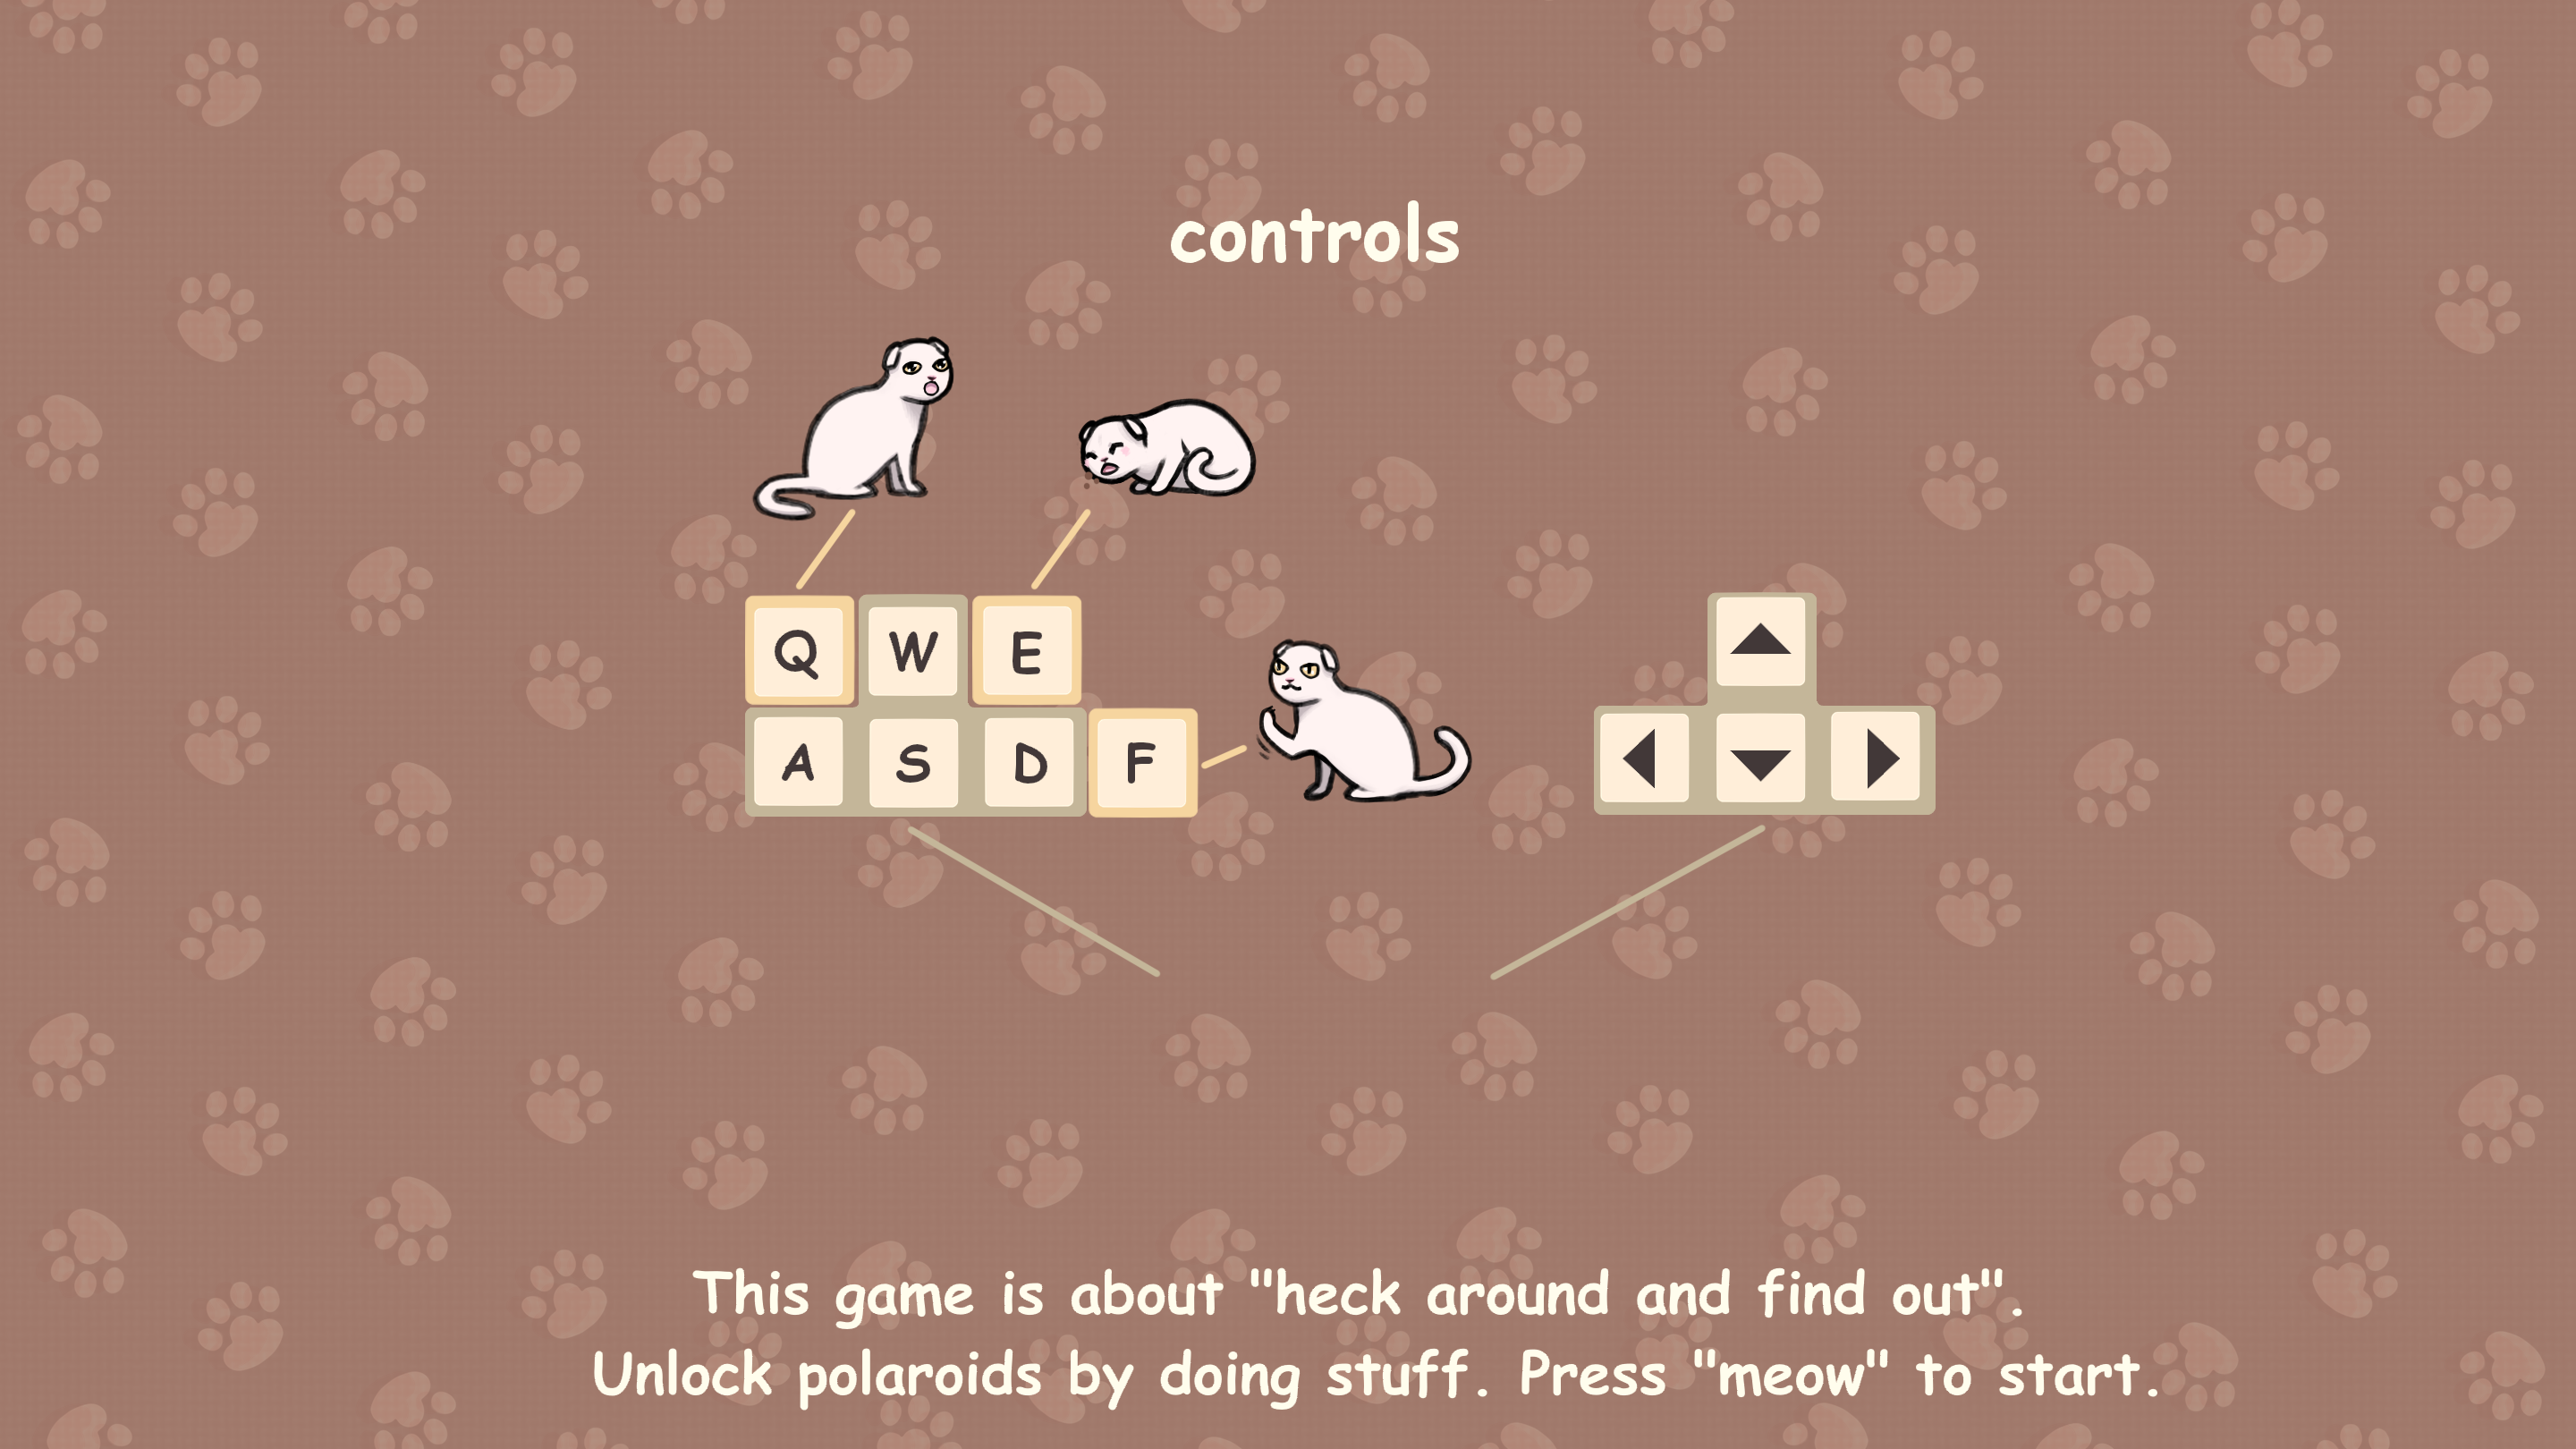 controls
Q W E
A S D F
This game is about "heck around and find out".
Unlock polaroids by doing stuff. Press "meow" to start.